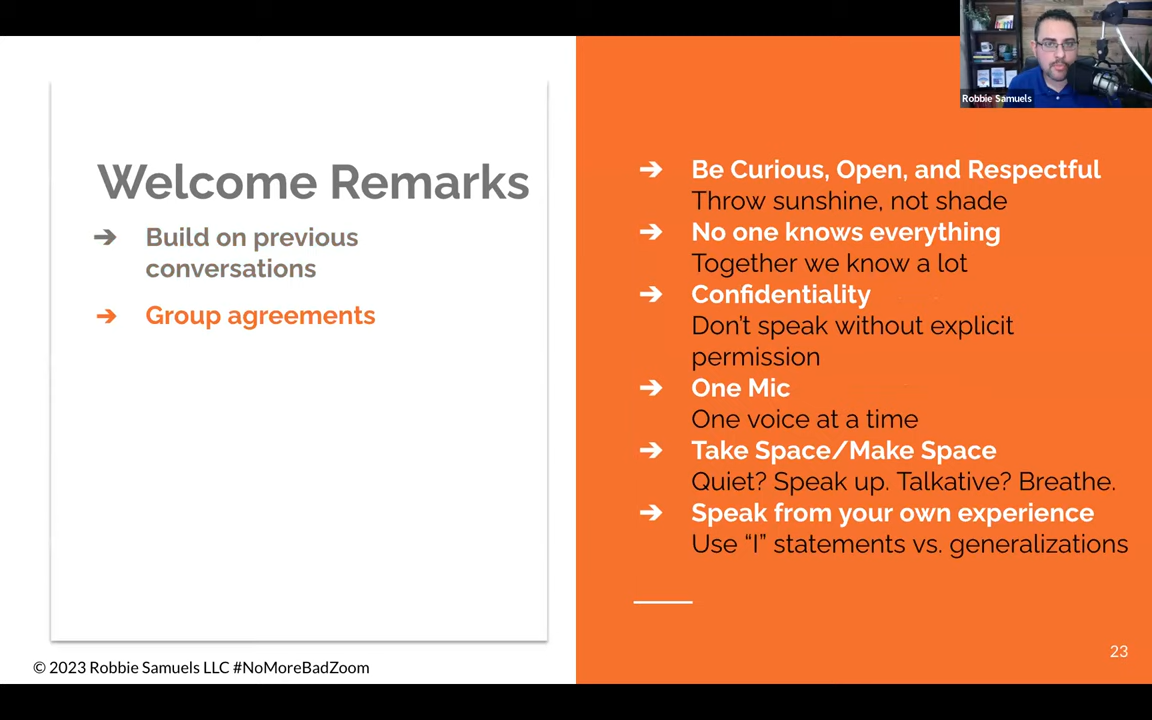 Robbie Samuels
Welcome Remarks
➔ Build on previous
conversations
➔ Group agreements
➔ Be Curious, Open, and Respectful
Throw sunshine, not shade
➔ No one knows everything
Together we know a lot
➔ Confidentiality
Don't speak without explicit
permission
➔ One Mic
One voice at a time
➔ Take Space/Make Space
Quiet? Speak up. Talkative? Breathe.
➔ Speak from your own experience
Use “I” statements vs. generalizations
23
© 2023 Robbie Samuels LLC #NoMoreBadZoom